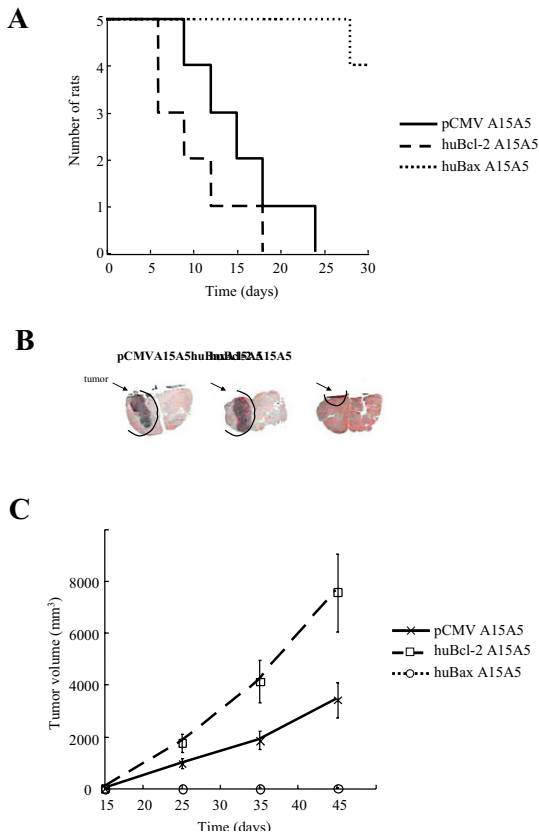 A
5
4
3
2
1
0
Number of rats
0 5 10 15 20 25 30
Time (days)
pCMV A15A5
huBcl-2 A15A5
huBax A15A5
B
tumor
C
8000
6000
4000
2000
0
Tumor volume (mm³)
15 20 25 30 35 40 45
Time (days)
pCMV A15A5
huBcl-2 A15A5
huBax A15A5